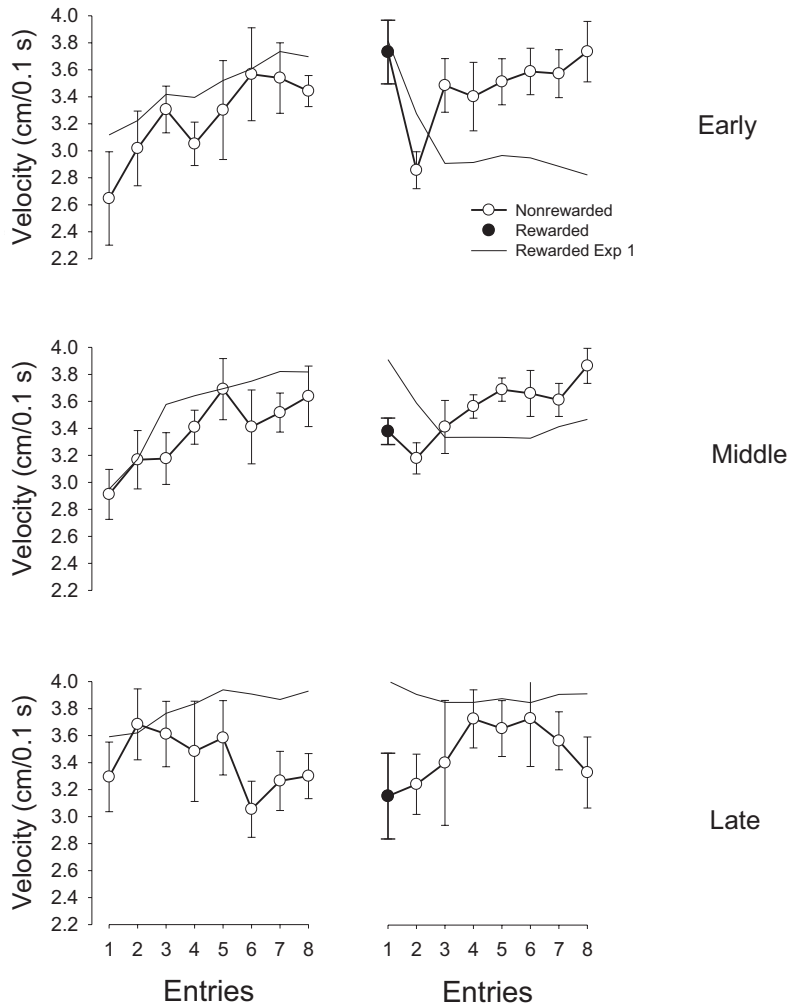 Velocity (cm/0.1 s)
4.0
3.8
3.6
3.4
3.2
3.0
2.8
2.6
2.4
2.2
Early
Nonrewarded
Rewarded
Rewarded Exp 1
Velocity (cm/0.1 s)
4.0
3.8
3.6
3.4
3.2
3.0
2.8
2.6
2.4
2.2
Middle
Velocity (cm/0.1 s)
4.0
3.8
3.6
3.4
3.2
3.0
2.8
2.6
2.4
2.2
Late
1 2 3 4 5 6 7 8
1 2 3 4 5 6 7 8
Entries
Entries